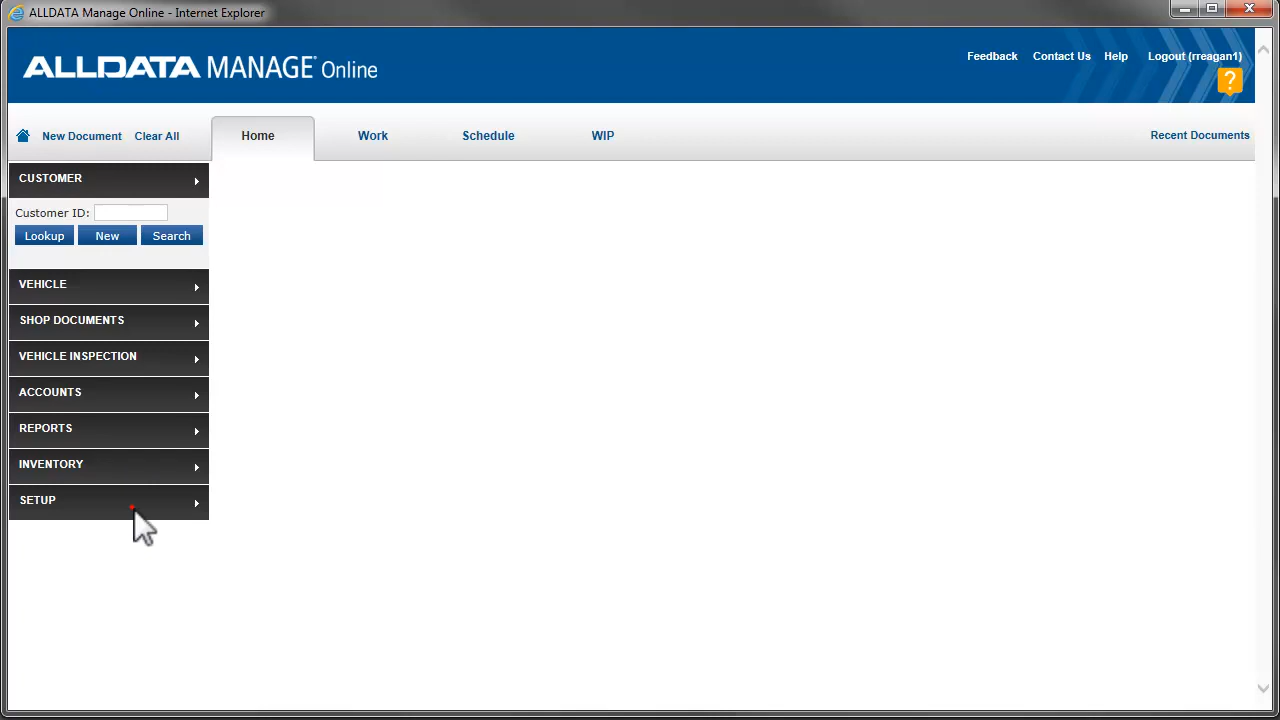 ALLDATA Manage Online - Internet Explorer
ALLDATA MANAGE® Online
Feedback Contact Us Help Logout (rreagan1)
?
New Document Clear All Home Work Schedule WIP Recent Documents
CUSTOMER
Customer ID:
Lookup New Search
VEHICLE
SHOP DOCUMENTS
VEHICLE INSPECTION
ACCOUNTS
REPORTS
INVENTORY
SETUP